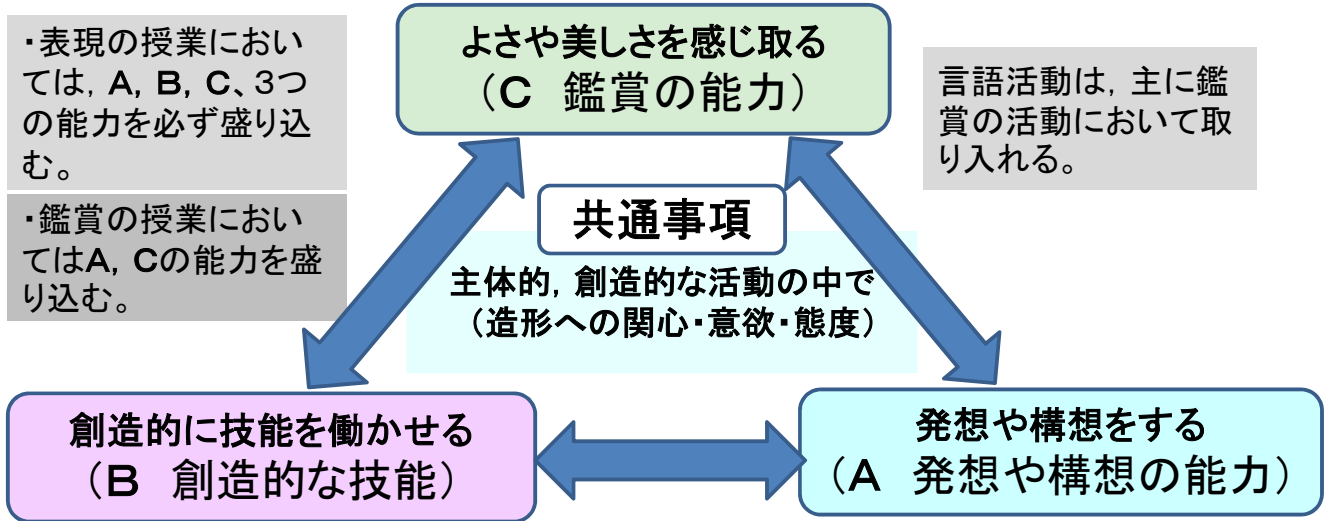 ・表現の授業におい
ては，A，B，C、３つ
の能力を必ず盛り込
む。
・鑑賞の授業におい
てはA，Cの能力を盛
り込む。
よさや美しさを感じ取る
（C　鑑賞の能力）
言語活動は，主に鑑
賞の活動において取
り入れる。
共通事項
主体的，創造的な活動の中で
（造形への関心・意欲・態度）
創造的に技能を働かせる
（B　創造的な技能）
発想や構想をする
（A　発想や構想の能力）